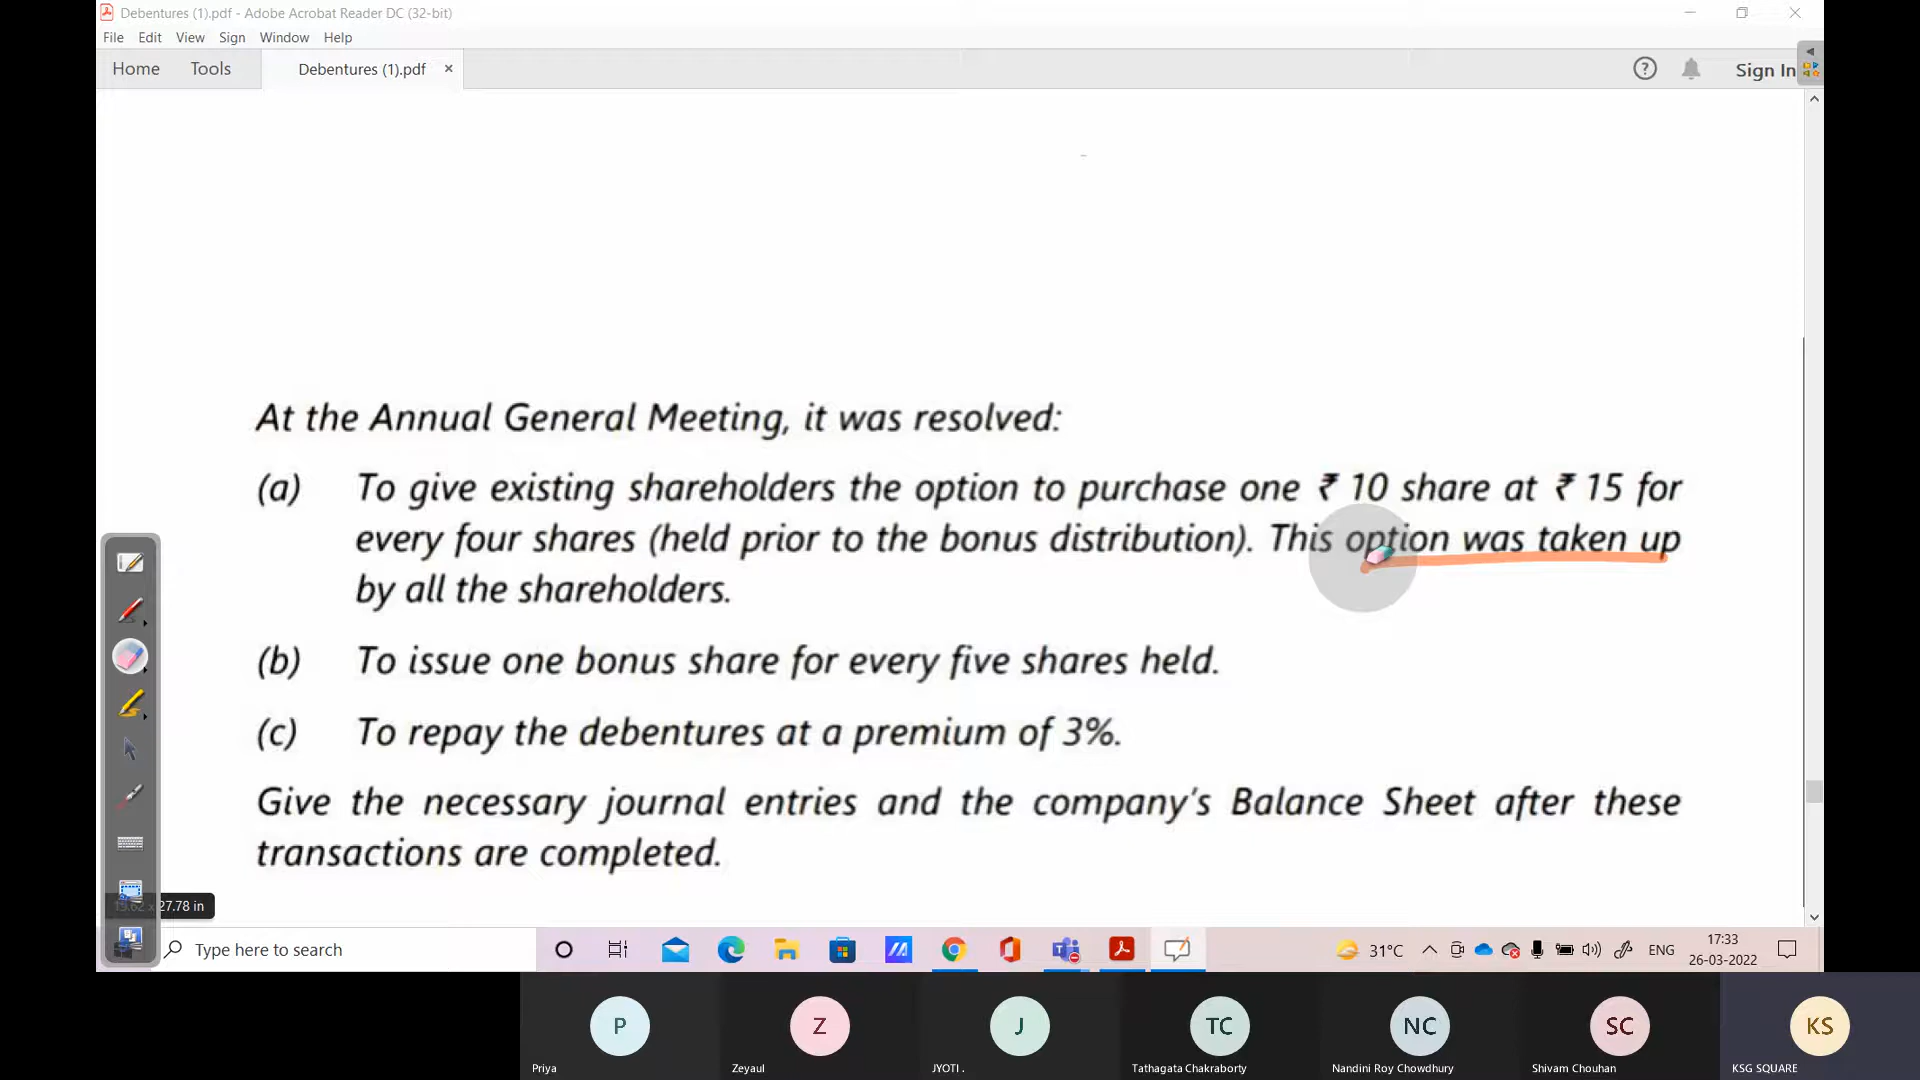 Debentures (1).pdf - Adobe Acrobat Reader DC (32-bit)
File Edit View Sign Window Help
Home Tools Debentures (1).pdf × Sign In
At the Annual General Meeting, it was resolved:
(a) To give existing shareholders the option to purchase one ₹ 10 share at ₹ 15 for
every four shares (held prior to the bonus distribution). This option was taken up
by all the shareholders.
(b) To issue one bonus share for every five shares held.
(c) To repay the debentures at a premium of 3%.
Give the necessary journal entries and the company's Balance Sheet after these
transactions are completed.
27.78 in
Type here to search
31°C
ENG
17:33
26-03-2022
P Z J TC NC SC KS
Priya Zeyaul JYOTI . Tathagata Chakraborty Nandini Roy Chowdhury Shivam Chouhan KSG SQUARE